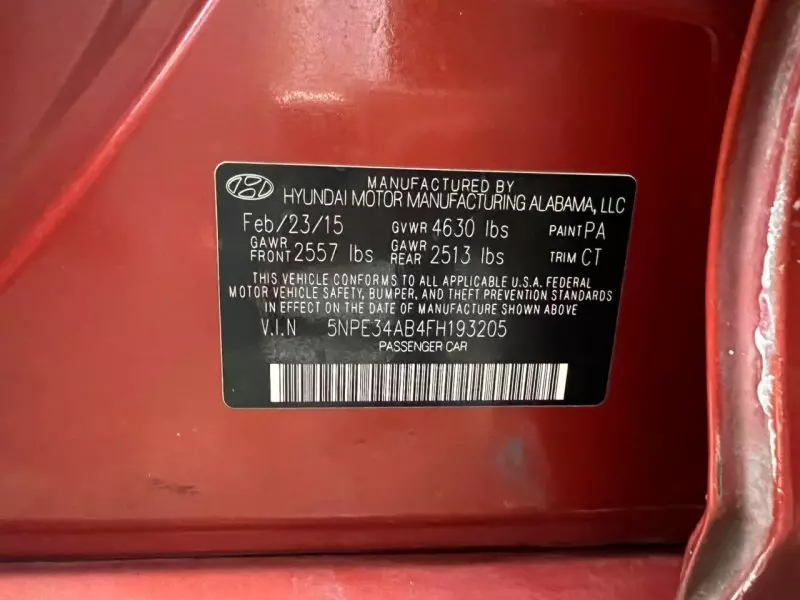 MANUFACTURED BY
HYUNDAI MOTOR MANUFACTURING ALABAMA, LLC
Feb/23/15 GVWR 4630 lbs PAINT PA
GAWR FRONT 2557 lbs GAWR REAR 2513 lbs TRIM CT
THIS VEHICLE CONFORMS TO ALL APPLICABLE U.S.A. FEDERAL
MOTOR VEHICLE SAFETY, BUMPER, AND THEFT PREVENTION STANDARDS
IN EFFECT ON THE DATE OF MANUFACTURE SHOWN ABOVE
V.I.N 5NPE34AB4FH193205
PASSENGER CAR